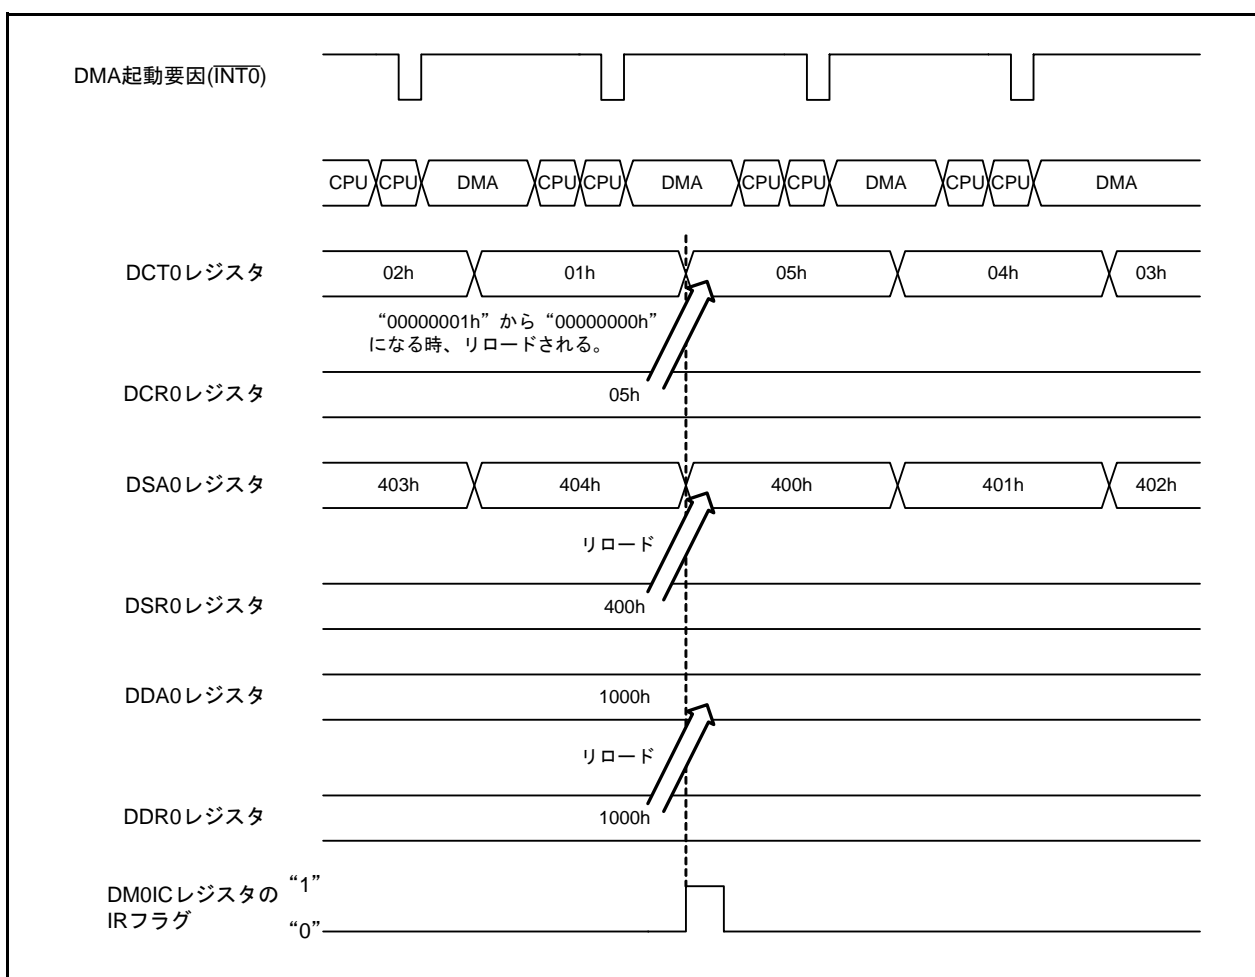 DMA起動要因(INT0)
CPU CPU DMA CPU CPU DMA CPU CPU DMA CPU CPU DMA
DCT0レジスタ 02h 01h 05h 04h 03h
“00000001h”から“00000000h”
になる時、リロードされる。
DCR0レジスタ 05h
DSA0レジスタ 403h 404h 400h 401h 402h
リロード
DSR0レジスタ 400h
DDA0レジスタ 1000h
リロード
DDR0レジスタ 1000h
DM0ICレジスタの “1”
IRフラグ “0”